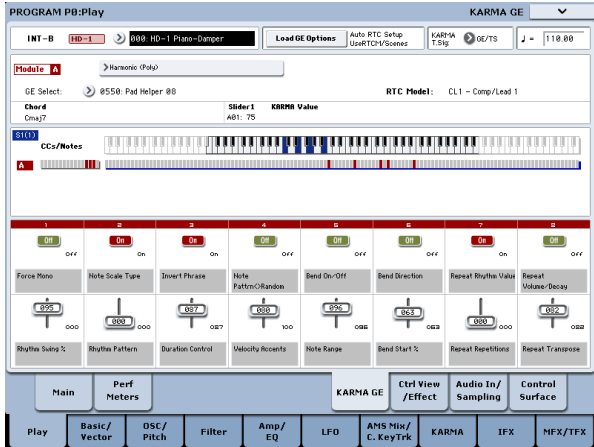 PROGRAM P0:Play
KARMA GE
INT-B HD-1 000: HD-1 Piano-Damper
Load GE Options
Auto RTC Setup
UseRTCM/Scenes
KARMA
T.Sig:
GE/TS
♩ = 110.00
Module A
Harmonic (Poly)
GE Select: 0550: Pad Helper 08
RTC Model: CL1 - Comp/Lead 1
Chord Slider1 KARMA Value
Cmaj7 A01: 75
S1(1)
CCs/Notes
A
1 2 3 4 5 6 7 8
Off On On Off Off Off On Off
Off On On Off Off Off On Off
Force Mono
Note Scale Type
Invert Phrase
Note
Pattrn<>Random
Bend On/Off
Bend Direction
Repeat Rhythm Value
Repeat
Volume/Decay
095 000 087 080 096 063 000 082
000 000 087 100 096 063 000 088
Rhythm Swing %
Rhythm Pattern
Duration Control
Velocity Accents
Note Range
Bend Start %
Repeat Repetitions
Repeat Transpose
Main
Perf
Meters
KARMA GE
Ctrl View
/Effect
Audio In/
Sampling
Control
Surface
Play
Basic/
Vector
OSC/
Pitch
Filter
Amp/
EQ
LFO
AMS Mix/
C. KeyTrk
KARMA
IFX
MFX/TFX